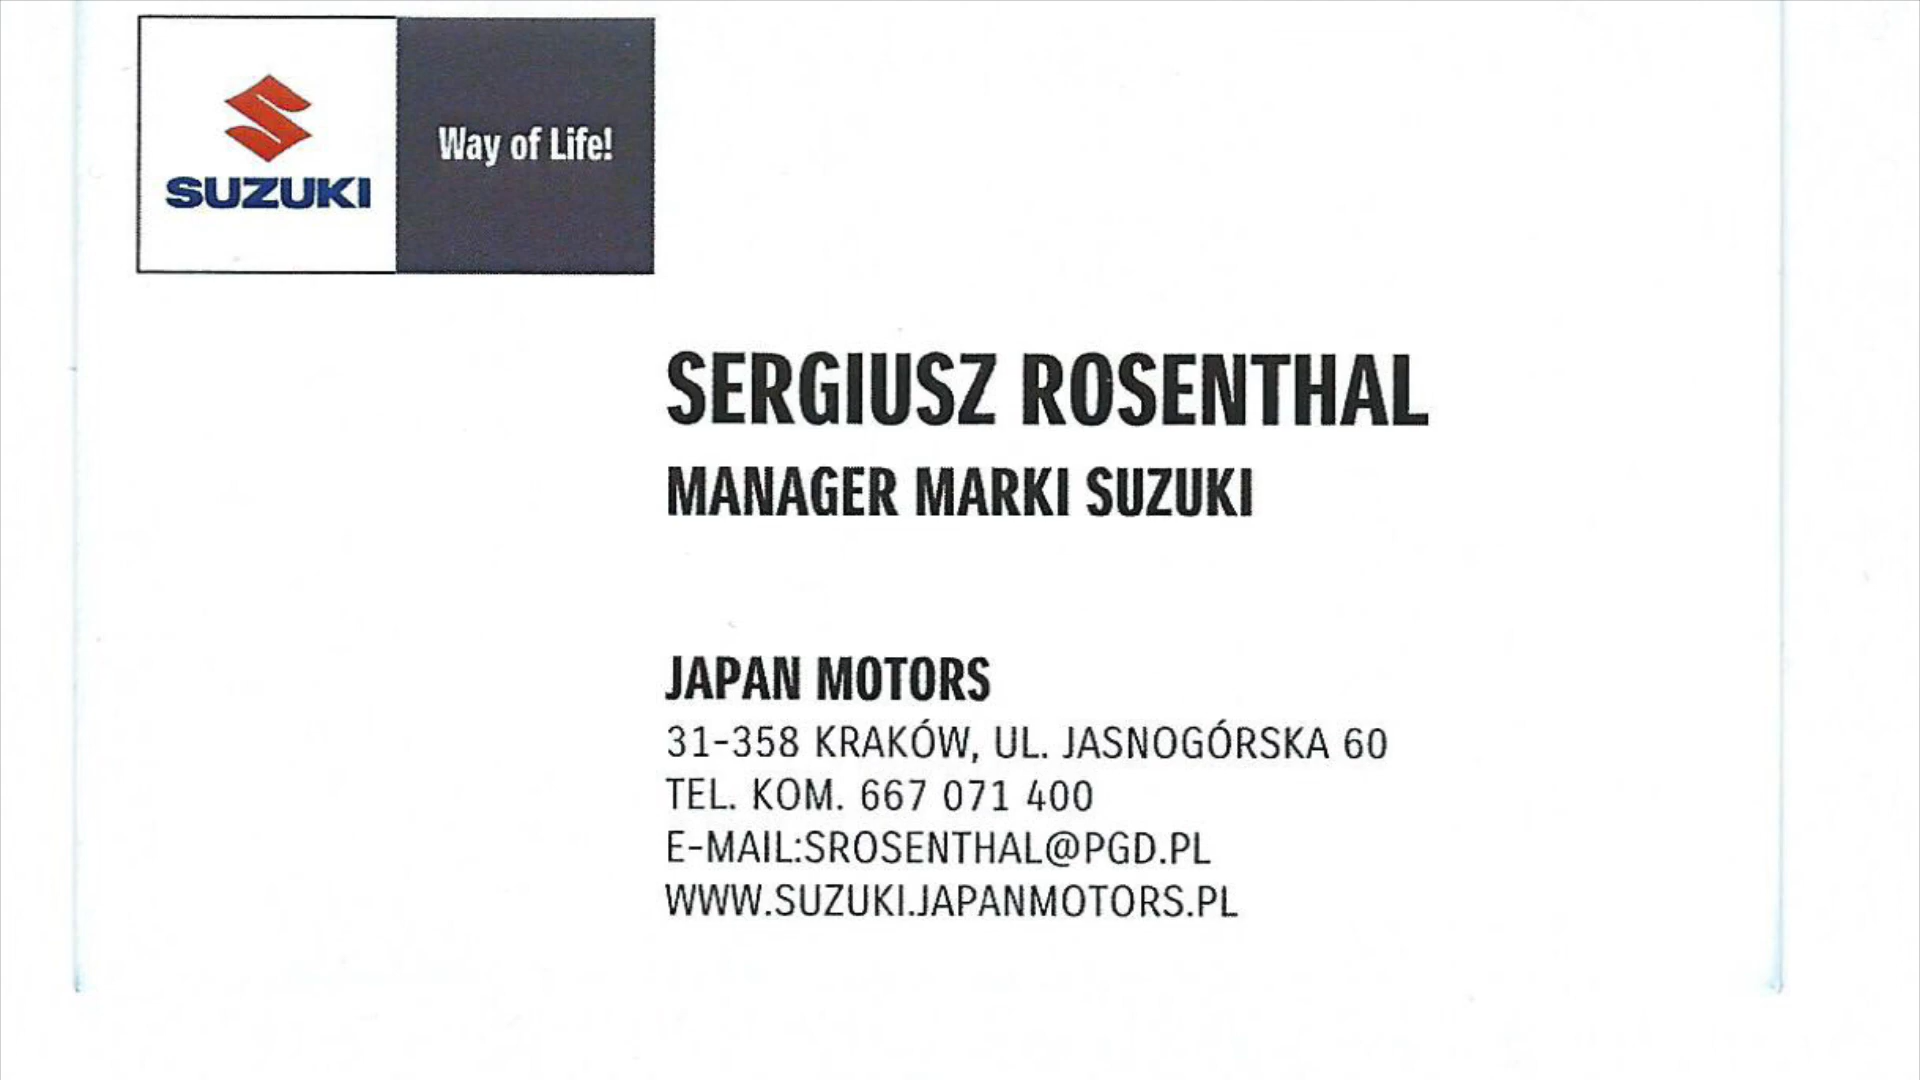 SUZUKI
Way of Life!
SERGIUSZ ROSENTHAL
MANAGER MARKI SUZUKI
JAPAN MOTORS
31-358 KRAKÓW, UL. JASNOGÓRSKA 60
TEL. KOM. 667 071 400
E-MAIL:SROSENTHAL@PGD.PL
WWW.SUZUKI.JAPANMOTORS.PL